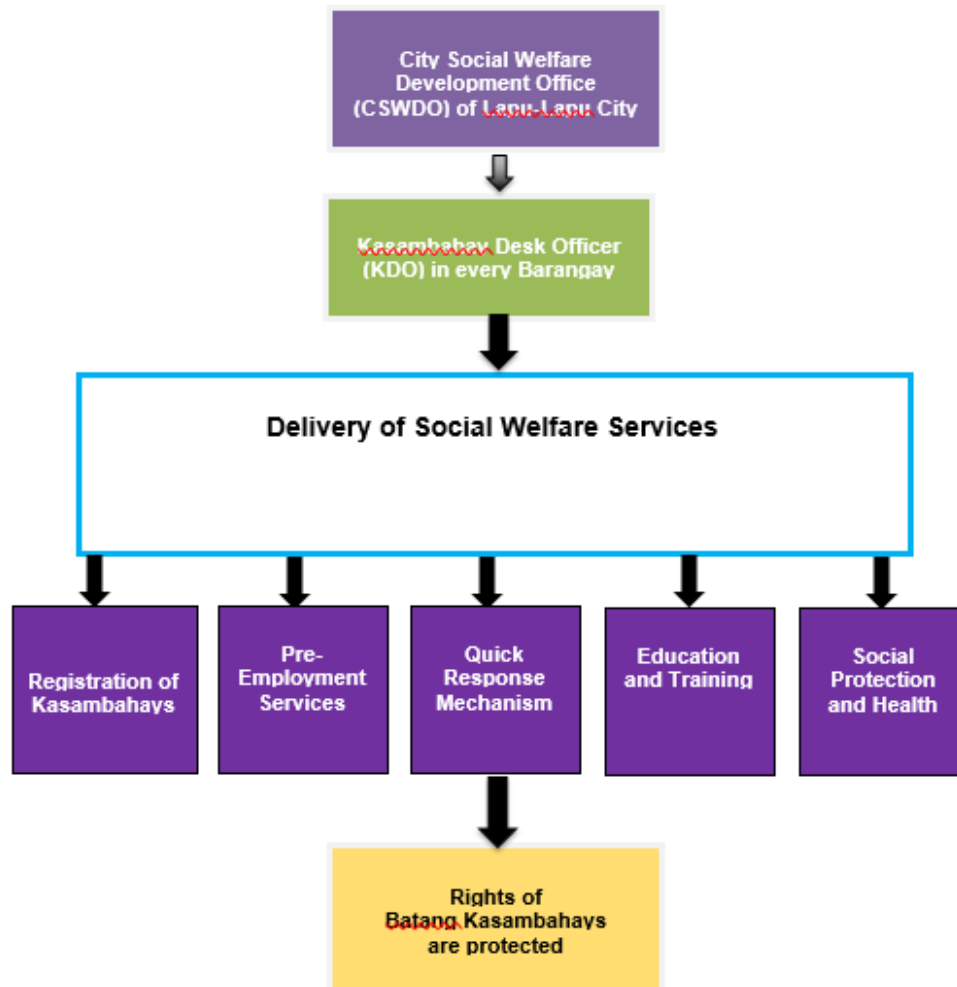 City Social Welfare
Development Office
(CSWDO) of Lapu-Lapu City
Kasambahay Desk Officer
(KDO) in every Barangay
Delivery of Social Welfare Services
Registration of
Kasambahays
Pre-
Employment
Services
Quick
Response
Mechanism
Education
and Training
Social
Protection
and Health
Rights of
Batang Kasambahays
are protected